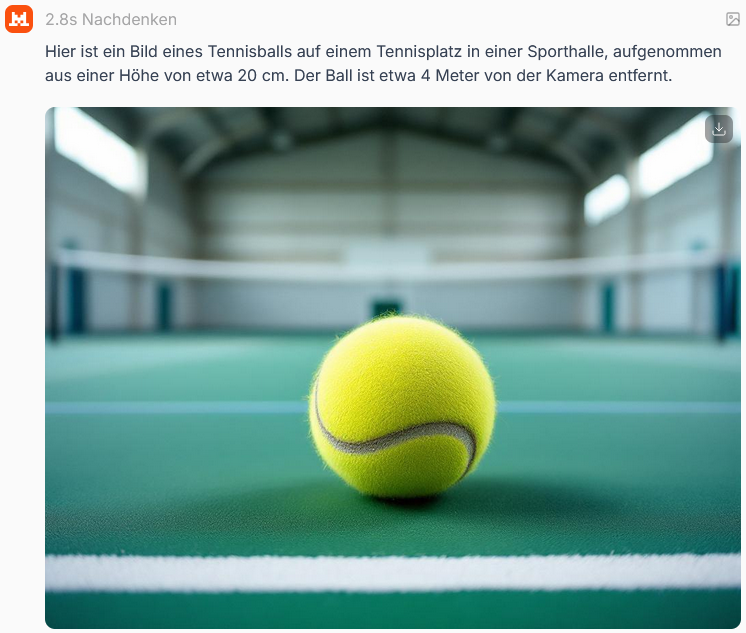 2.8s Nachdenken
Hier ist ein Bild eines Tennisballs auf einem Tennisplatz in einer Sporthalle, aufgenommen
aus einer Höhe von etwa 20 cm. Der Ball ist etwa 4 Meter von der Kamera entfernt.